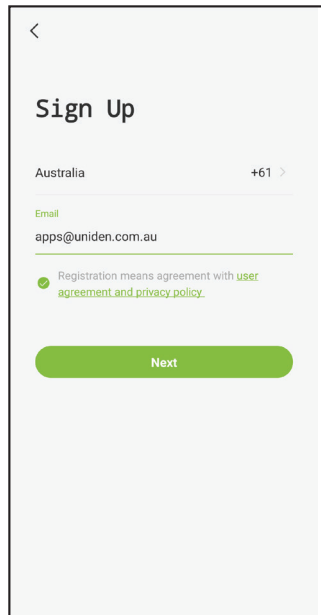 Sign Up
Australia +61
Email
apps@uniden.com.au
Registration means agreement with user
agreement and privacy policy
Next